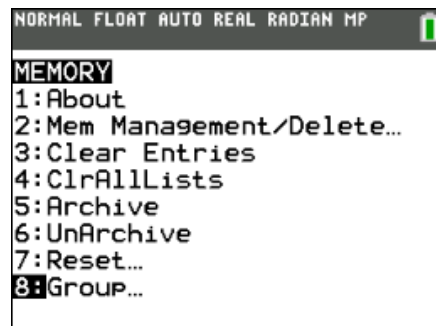 NORMAL FLOAT AUTO REAL RADIAN MP
MEMORY
1:About
2:Mem Management/Delete…
3:Clear Entries
4:ClrAllLists
5:Archive
6:UnArchive
7:Reset…
8:Group…